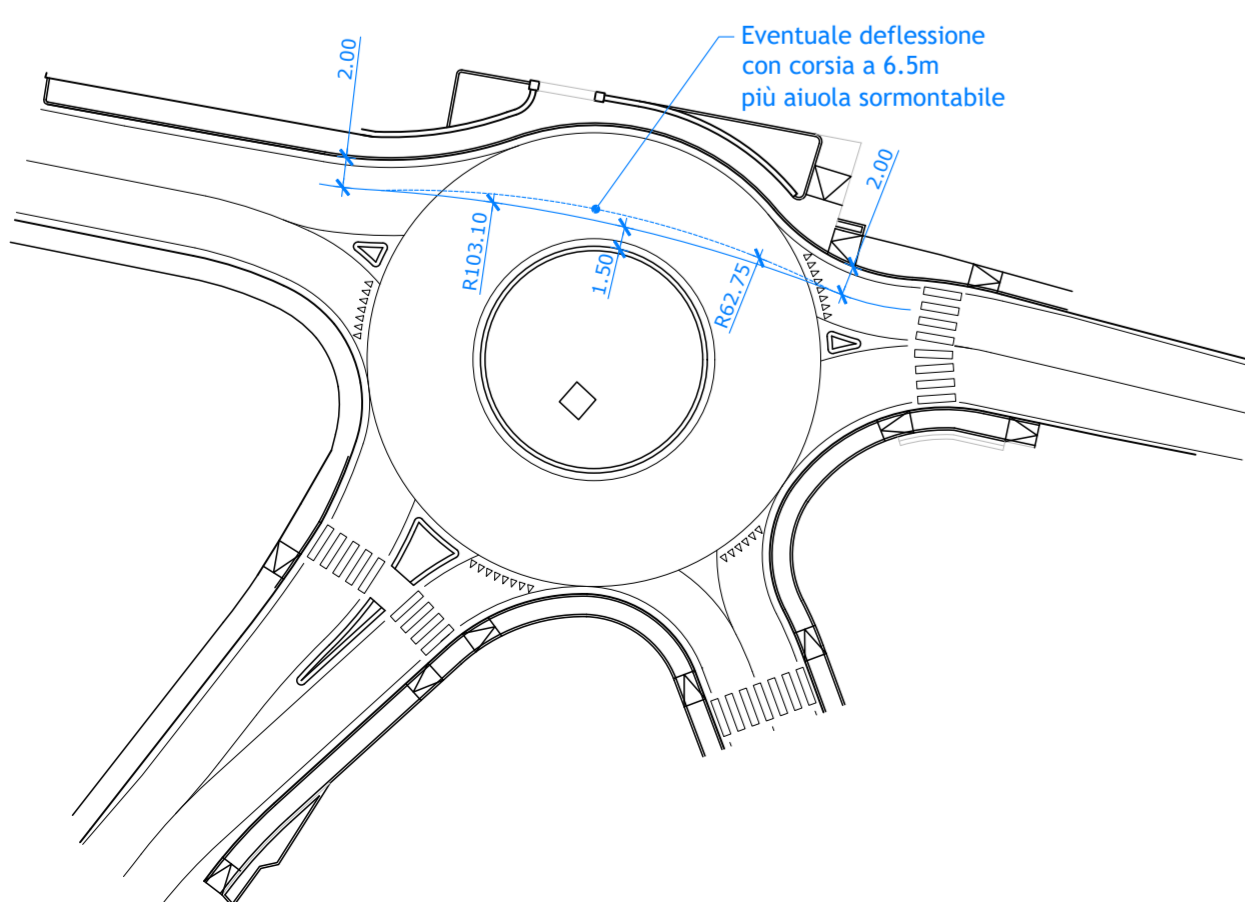 Eventuale deflessione
con corsia a 6.5m
più aiuola sormontabile
2.00
2.00
R103.10
1.50
R62.75